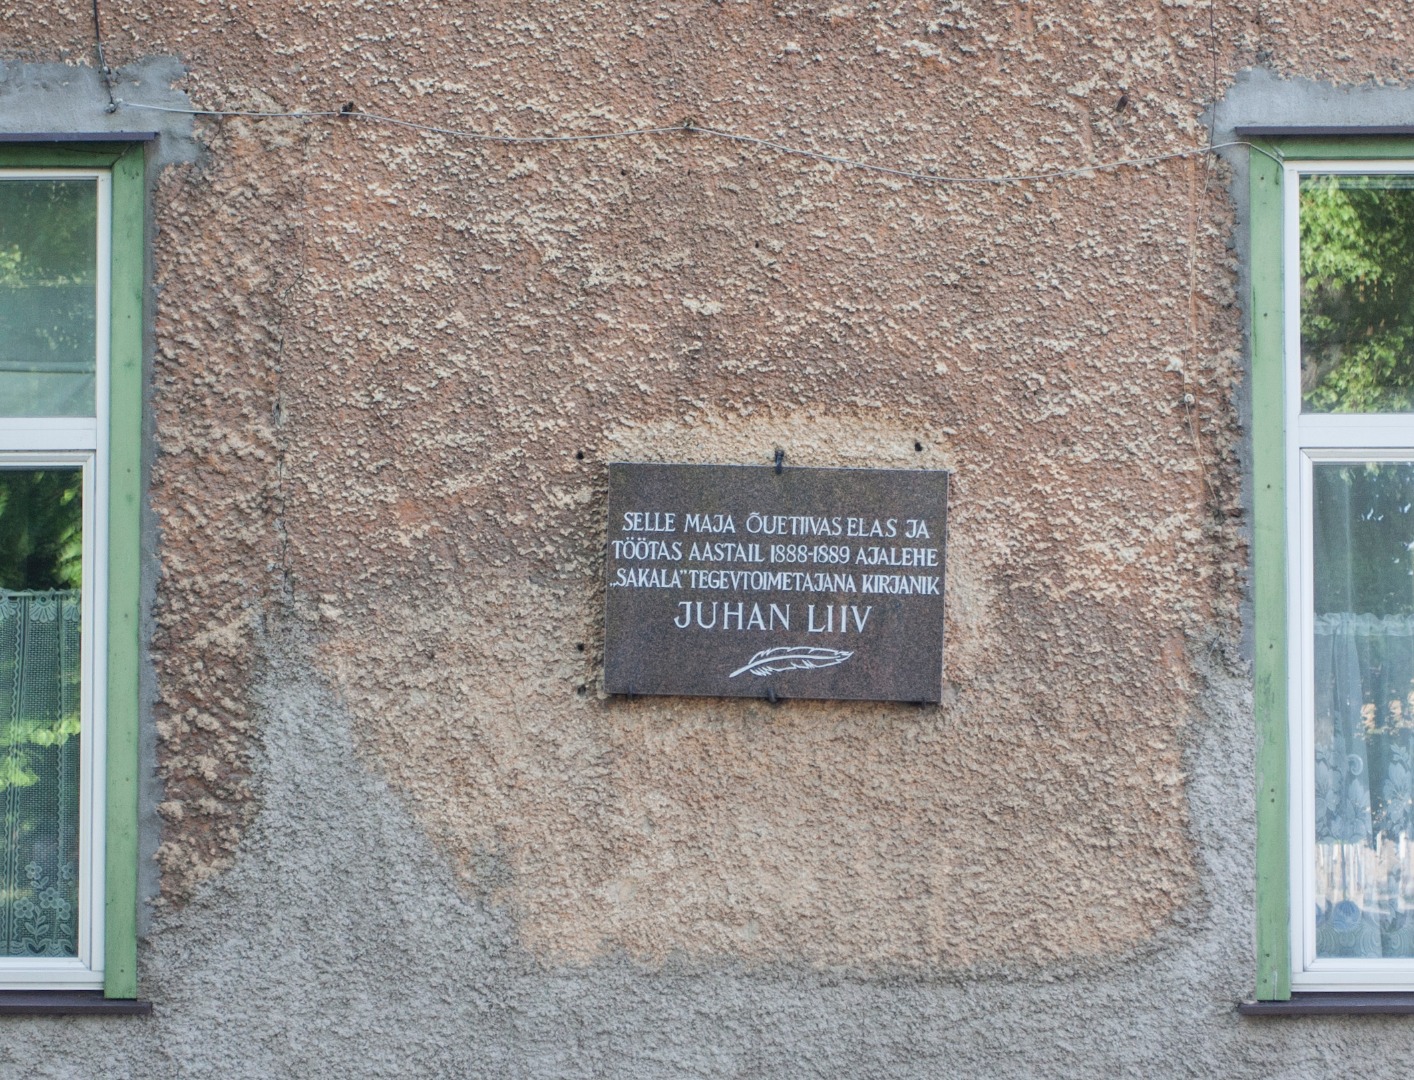 SELLE MAJA ÕUETIIVAS ELAS JA
TÖÖTAS AASTAIL 1888-1889 AJALEHE
„SAKALA” TEGEVTOIMETAJANA KIRJANIK
JUHAN LIIV